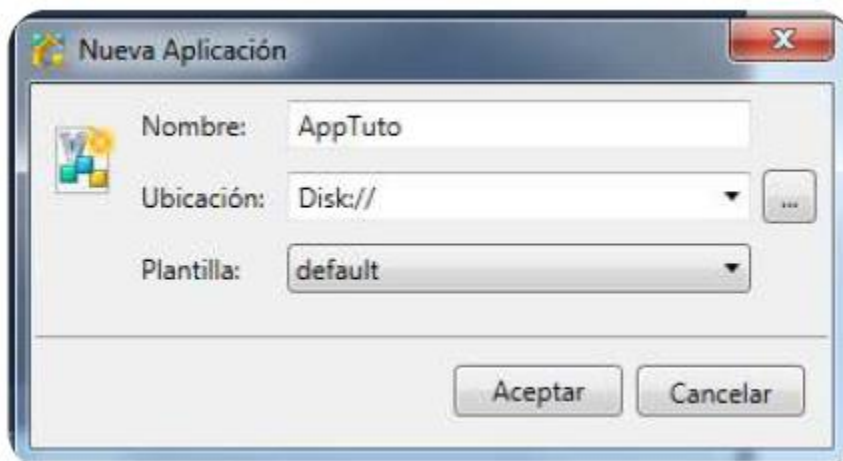 Nueva Aplicación
Nombre: AppTuto
Ubicación: Disk:// ...
Plantilla: default
Aceptar Cancelar